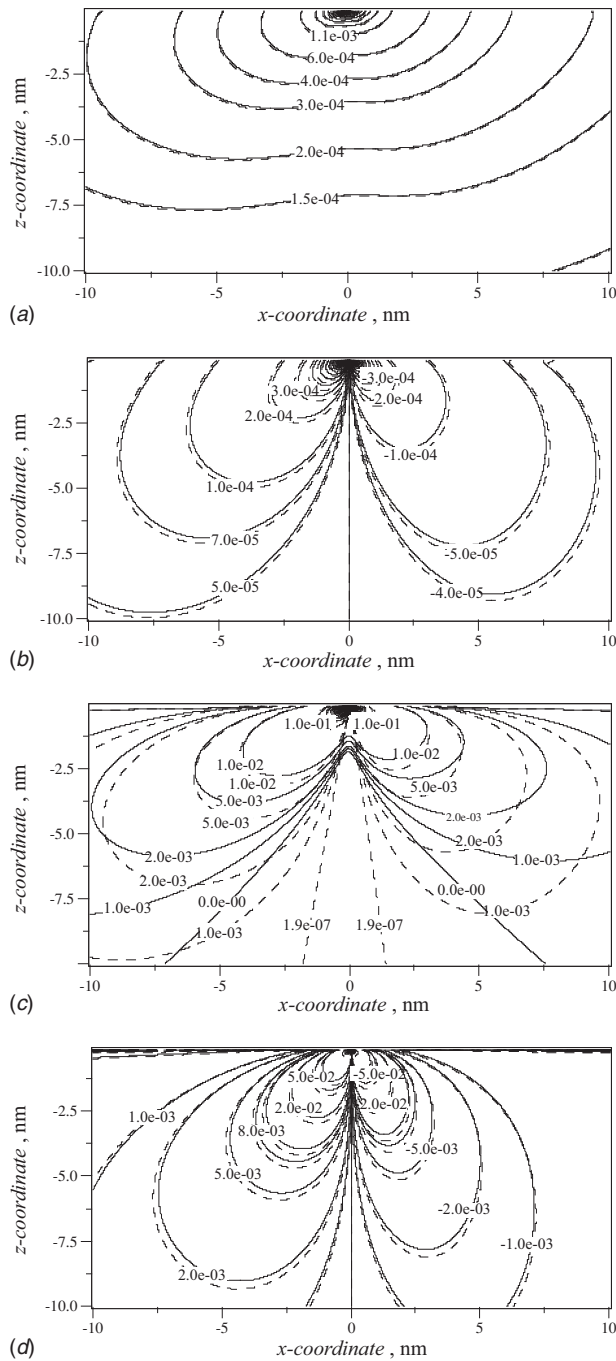 1.1e-03
6.0e-04
4.0e-04
3.0e-04
2.0e-04
1.5e-04
-2.5
-5.0
-7.5
-10.0
z-coordinate , nm
-10 -5 0 5 10
(a) x-coordinate , nm
3.0e-04 -3.0e-04
2.0e-04 -2.0e-04
1.0e-04 -1.0e-04
7.0e-05 -5.0e-05
5.0e-05 -4.0e-05
-2.5
-5.0
-7.5
-10.0
z-coordinate , nm
-10 -5 0 5 10
(b) x-coordinate , nm
1.0e-01 1.0e-01
1.0e-02 1.0e-02
1.0e-02 5.0e-03
5.0e-03 2.0e-03
5.0e-03 2.0e-03
2.0e-03 1.0e-03
2.0e-03
1.0e-03 0.0e-00 0.0e-00 1.0e-03
1.0e-03 1.9e-07 1.9e-07
-2.5
-5.0
-7.5
z-coordinate , nm
-10 -5 0 5 10
(c) x-coordinate , nm
5.0e-02 -5.0e-02
1.0e-03 2.0e-02 -2.0e-02
8.0e-03 -5.0e-03
5.0e-03 -2.0e-03
2.0e-03 -1.0e-03
-2.5
-5.0
-7.5
-10.0
z-coordinate , nm
-10 -5 0 5 10
(d) x-coordinate , nm